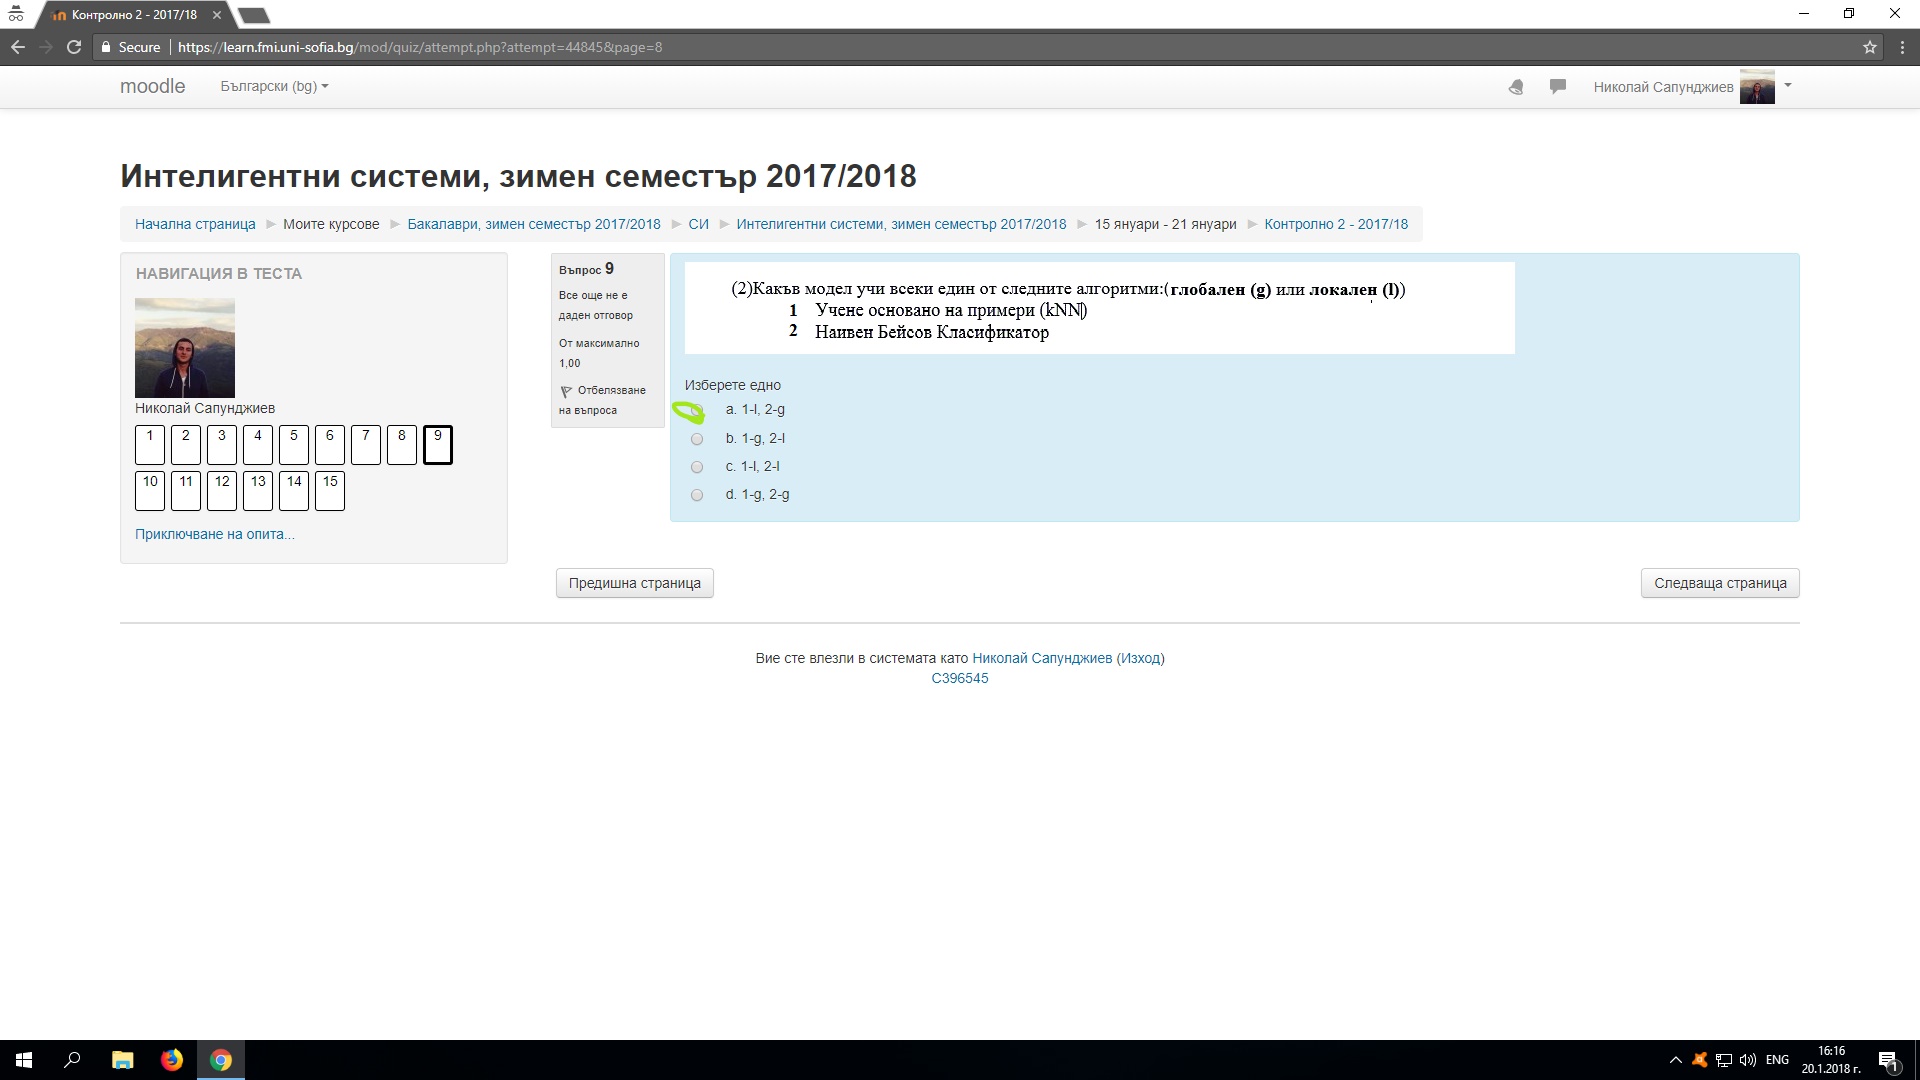 Контролно 2 - 2017/18
Secure
https://learn.fmi.uni-sofia.bg/mod/quiz/attempt.php?attempt=44845&page=8
moodle
Български (bg)
Николай Сапунджиев
Интелигентни системи, зимен семестър 2017/2018
Начална страница ► Моите курсове ► Бакалаври, зимен семестър 2017/2018 ► СИ ► Интелигентни системи, зимен семестър 2017/2018 ► 15 януари - 21 януари ► Контролно 2 - 2017/18
НАВИГАЦИЯ В ТЕСТА
Николай Сапунджиев
1 2 3 4 5 6 7 8 9
10 11 12 13 14 15
Приключване на опита...
Въпрос 9
Все още не е
даден отговор
От максимално
1,00
Отбелязване
на въпроса
(2)Какъв модел учи всеки един от следните алгоритми:(глобален (g) или локален (l))
1 Учене основано на примери (kNN)
2 Наивен Бейсов Класификатор
Изберете едно
a. 1-l, 2-g
b. 1-g, 2-l
c. 1-l, 2-l
d. 1-g, 2-g
Предишна страница
Следваща страница
Вие сте влезли в системата като Николай Сапунджиев (Изход)
C396545
ENG
16:16
20.1.2018 г.
1